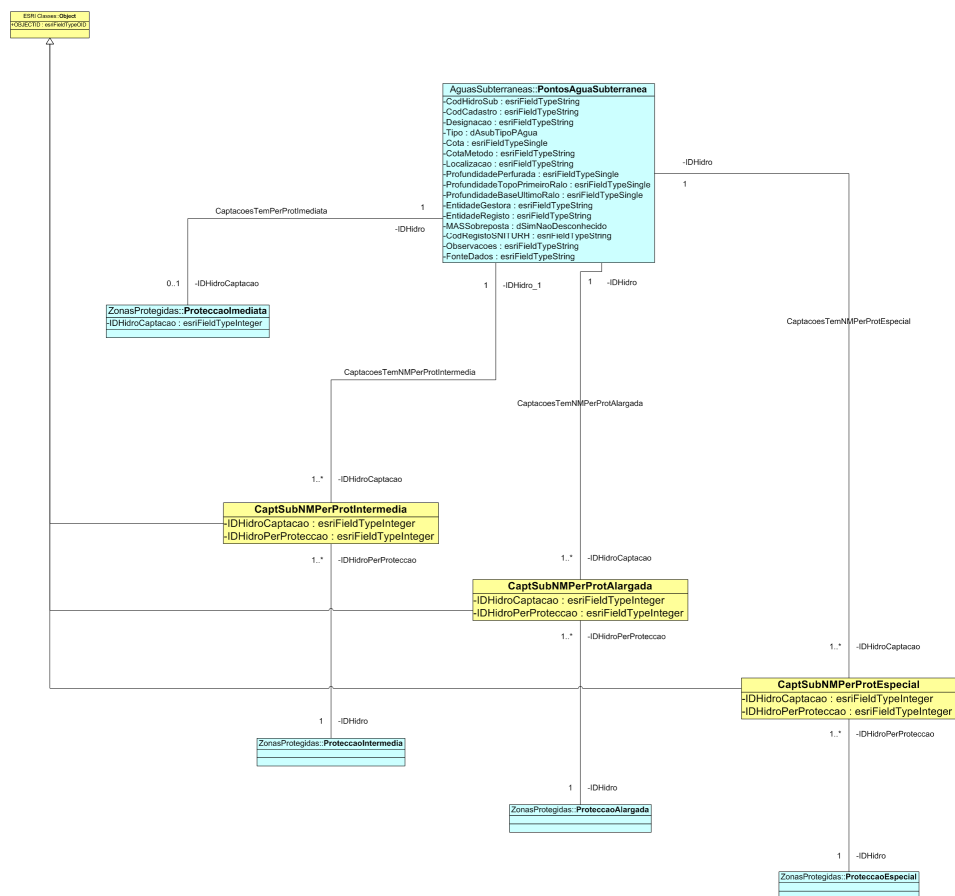 ESRI Classes::Object
+OBJECTID : esriFieldTypeOID
AguasSubterraneas::PontosAguaSubterranea
-CodHidroSub : esriFieldTypeString
-CodCadastro : esriFieldTypeString
-Designacao : esriFieldTypeString
-Tipo : dAsubTipoPAgua
-Cota : esriFieldTypeSingle
-CotaMetodo : esriFieldTypeString
-Localizacao : esriFieldTypeString
-ProfundidadePerfurada : esriFieldTypeSingle
-ProfundidadeTopoPrimeiroRalo : esriFieldTypeSingle
-ProfundidadeBaseUltimoRalo : esriFieldTypeSingle
-EntidadeGestora : esriFieldTypeString
-EntidadeRegisto : esriFieldTypeString
-MASSobreposta : dSimNaoDesconhecido
-CodRegistoSNITURH : esriFieldTypeString
-Observacoes : esriFieldTypeString
-FonteDados : esriFieldTypeString
-IDHidro
1
CaptacoesTemPerProtImediata
1
-IDHidro
0..1 -IDHidroCaptacao
1 -IDHidro_1
1 -IDHidro
ZonasProtegidas::ProteccaoImediata
-IDHidroCaptacao : esriFieldTypeInteger
CaptacoesTemNMPerProtEspecial
CaptacoesTemNMPerProtIntermedia
CaptacoesTemNMPerProtAlargada
1..* -IDHidroCaptacao
CaptSubNMPerProtIntermedia
-IDHidroCaptacao : esriFieldTypeInteger
-IDHidroPerProteccao : esriFieldTypeInteger
1..* -IDHidroPerProteccao
1..* -IDHidroCaptacao
CaptSubNMPerProtAlargada
-IDHidroCaptacao : esriFieldTypeInteger
-IDHidroPerProteccao : esriFieldTypeInteger
1..* -IDHidroPerProteccao
1..* -IDHidroCaptacao
CaptSubNMPerProtEspecial
-IDHidroCaptacao : esriFieldTypeInteger
-IDHidroPerProteccao : esriFieldTypeInteger
1..* -IDHidroPerProteccao
1 -IDHidro
ZonasProtegidas::ProteccaoIntermedia
1 -IDHidro
ZonasProtegidas::ProteccaoAlargada
1 -IDHidro
ZonasProtegidas::ProteccaoEspecial